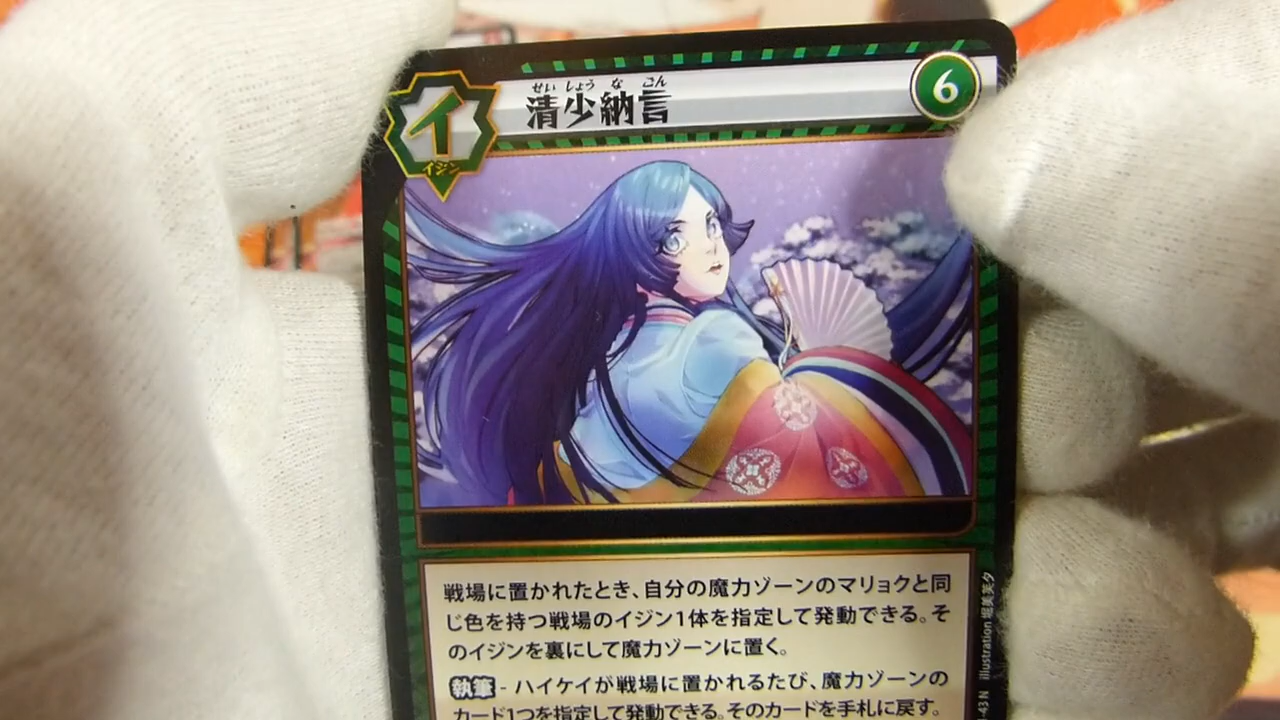 せいしょうなごん
清少納言
6
イ
イジン
戦場に置かれたとき、自分の魔力ゾーンのマリョクと同
じ色を持つ戦場のイジン1体を指定して発動できる。そ
のイジンを裏にして魔力ゾーンに置く。
執筆 - ハイケイが戦場に置かれるたび、魔力ゾーンの
カード1つを指定して発動できる。そのカードを手札に戻す。
-43 N illustration 堀美芙夕